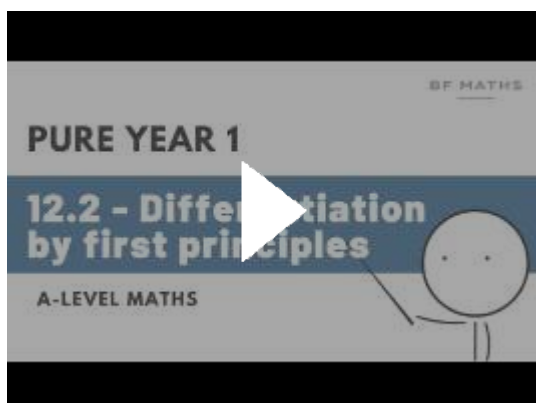 BF MATHS
PURE YEAR 1
12.2 - Differentiation
by first principles
A-LEVEL MATHS